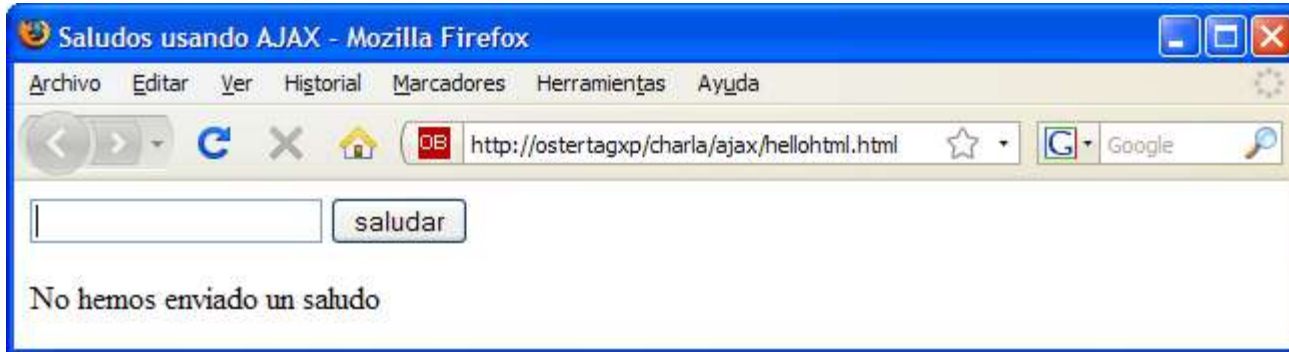 Saludos usando AJAX - Mozilla Firefox
Archivo Editar Ver Historial Marcadores Herramientas Ayuda
OB http://ostertagxp/charla/ajax/hellohtml.html G Google
saludar
No hemos enviado un saludo